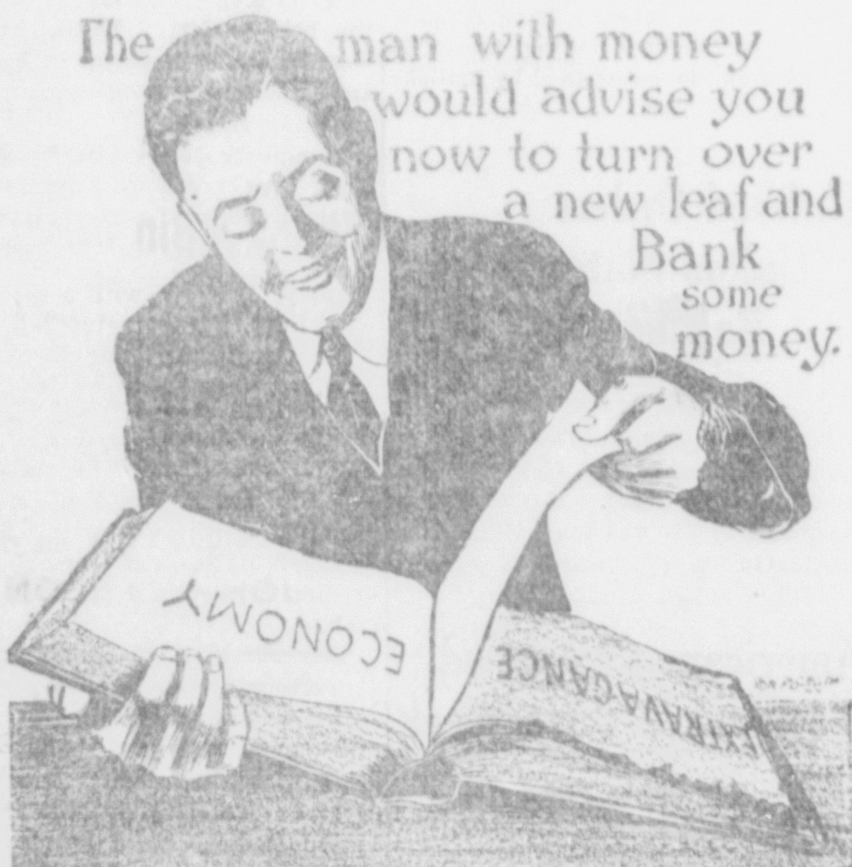 The man with money
would advise you
now to turn over
a new leaf and
Bank
some
money.
ECONOMY
EXTRAVAGANCE